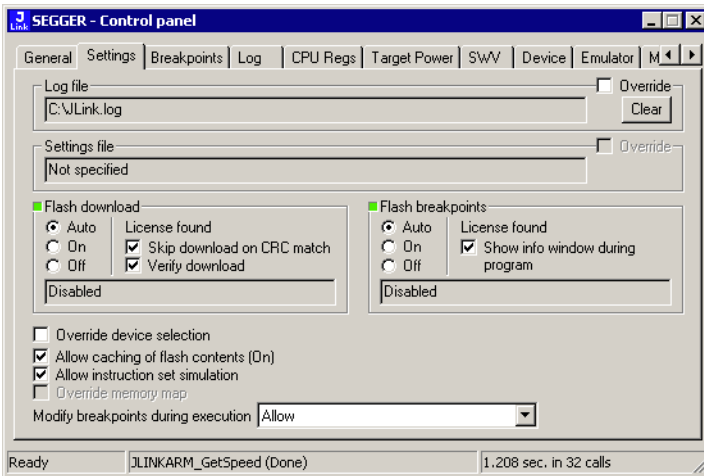 J Link SEGGER - Control panel
General Settings Breakpoints Log CPU Regs Target Power SWV Device Emulator M
Log file Override
C:\JLink.log Clear
Settings file Override
Not specified
Flash download Flash breakpoints
Auto License found Auto License found
On Skip download on CRC match On Show info window during
Off Verify download Off program
Disabled Disabled
Override device selection
Allow caching of flash contents (On)
Allow instruction set simulation
Override memory map
Modify breakpoints during execution Allow
Ready JLINKARM_GetSpeed (Done) 1.208 sec. in 32 calls